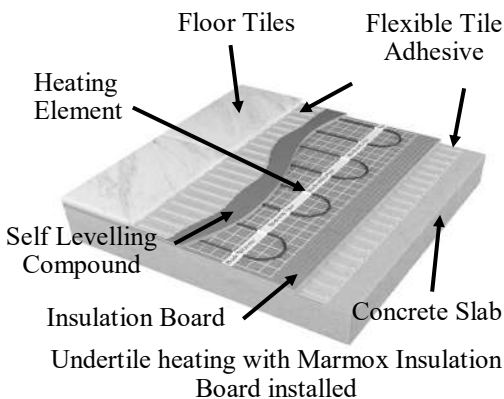 Floor Tiles
Flexible Tile
Adhesive
Heating
Element
Self Levelling
Compound
Insulation Board
Concrete Slab
Undertile heating with Marmox Insulation
Board installed